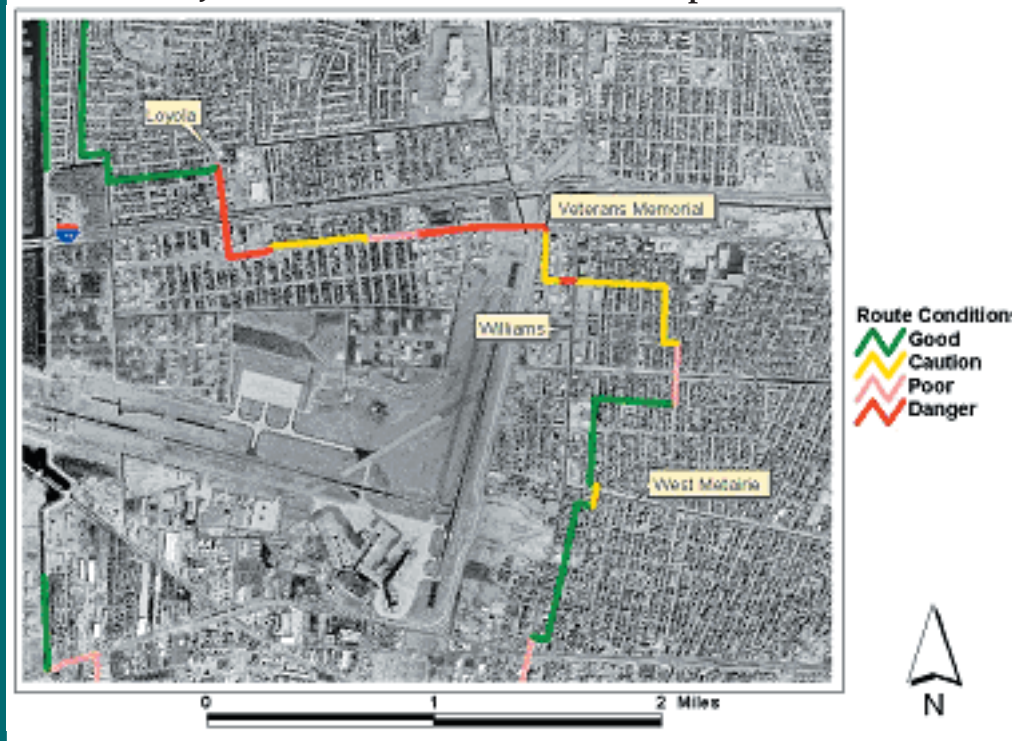 Loyola
Veterans Memorial
Williams
West Metairie
Route Conditions
Good
Caution
Poor
Danger
0 1 2 Miles
N